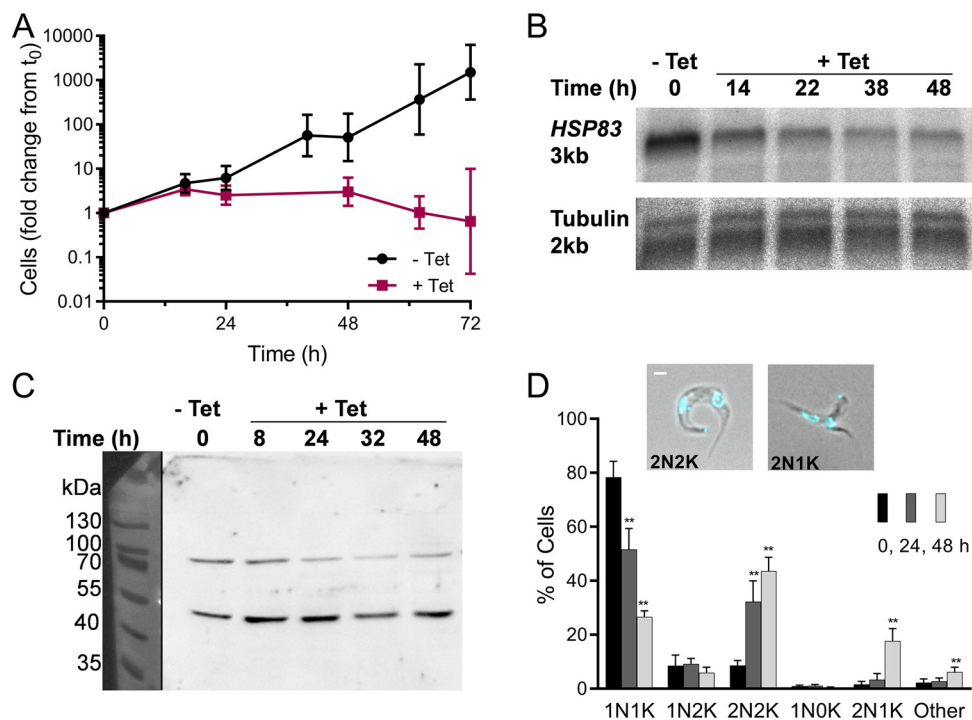 A
Cells (fold change from t0)
10000
1000
100
10
1
0.1
0.01
- Tet
+ Tet
0 24 48 72
Time (h)
B
- Tet + Tet
Time (h) 0 14 22 38 48
HSP83
3kb
Tubulin
2kb
C
- Tet + Tet
Time (h) 0 8 24 32 48
kDa
130
100
70
55
40
35
D
2N2K 2N1K
% of Cells
100
80
60
40
20
0
0, 24, 48 h
** ** ** ** ** **
1N1K 1N2K 2N2K 1N0K 2N1K Other